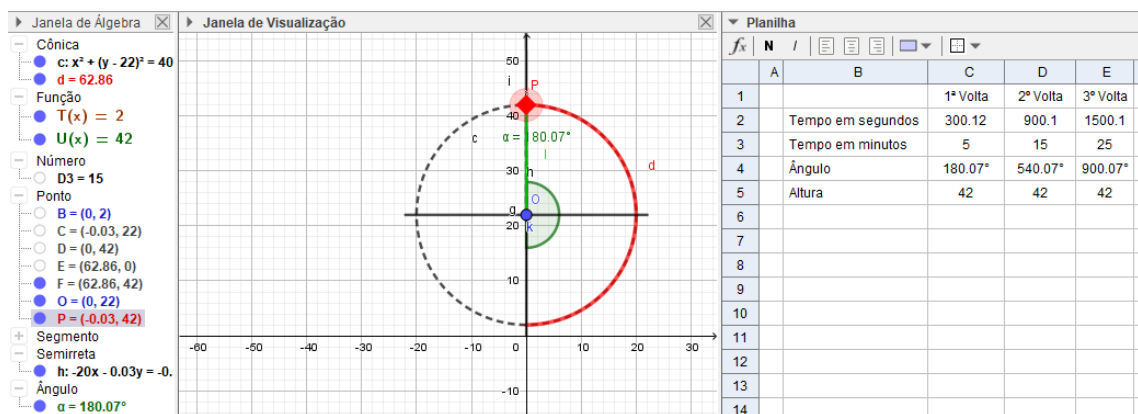 Janela de Álgebra
Cônica
c: x² + (y - 22)² = 40
d = 62.86
Função
T(x) = 2
U(x) = 42
Número
D3 = 15
Ponto
B = (0, 2)
C = (-0.03, 22)
D = (0, 42)
E = (62.86, 0)
F = (62.86, 42)
O = (0, 22)
P = (-0.03, 42)
Segmento
Semirreta
h: -20x - 0.03y = -0.
Ângulo
α = 180.07°
Janela de Visualização
50
i
P
40
c
α = 180.07°
l
d
30
h
O
g
20
k
10
-60 -50 -40 -30 -20 -10 0 10 20 30
-10
Planilha
fx N I
A B C D E
1 1ª Volta 2º Volta 3º Volta
2 Tempo em segundos 300.12 900.1 1500.1
3 Tempo em minutos 5 15 25
4 Ângulo 180.07° 540.07° 900.07°
5 Altura 42 42 42
6
7
8
9
10
11
12
13
14